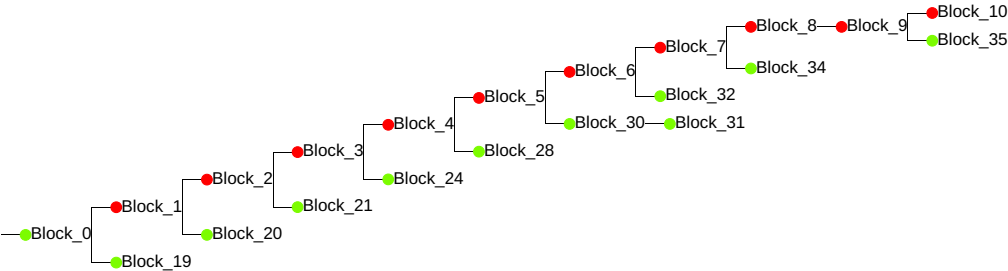 Block_10
Block_8
Block_9
Block_35
Block_7
Block_6
Block_34
Block_5
Block_32
Block_4
Block_30
Block_31
Block_3
Block_28
Block_2
Block_24
Block_1
Block_21
Block_0
Block_20
Block_19